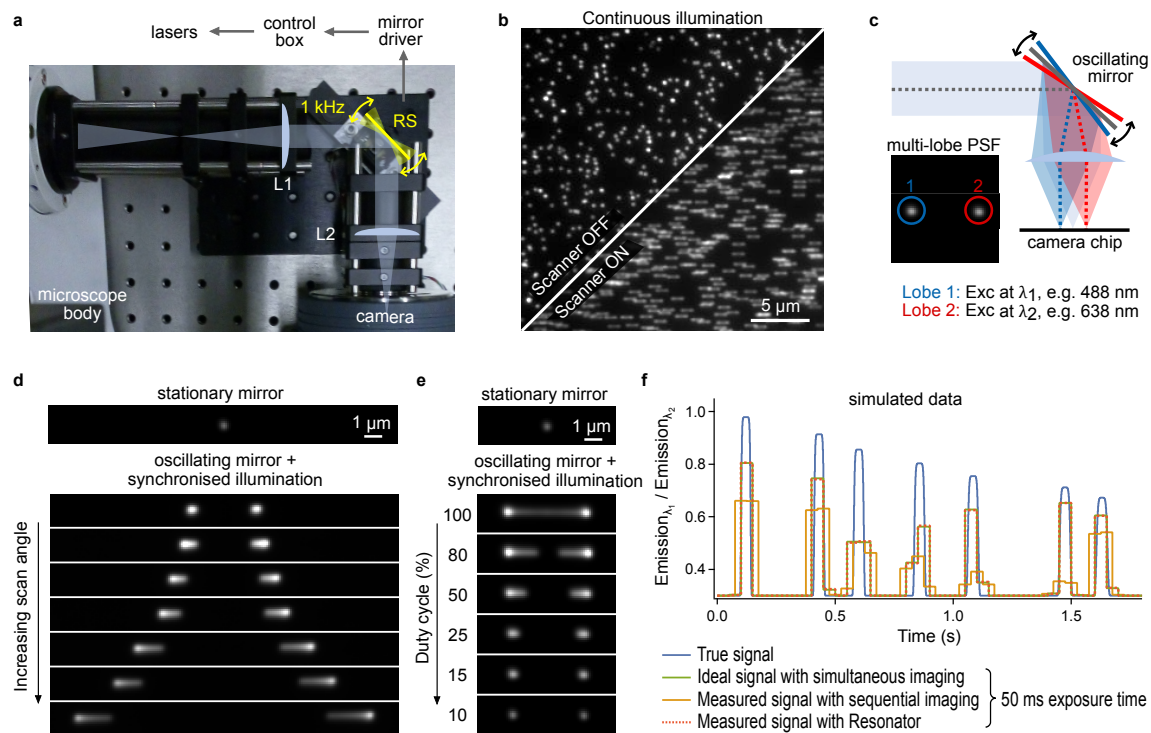 a
lasers
control
box
mirror
driver
1 kHz
RS
L1
L2
microscope
body
camera
b
Continuous illumination
Scanner OFF
Scanner ON
5 µm
c
oscillating
mirror
multi-lobe PSF
1
2
camera chip
Lobe 1: Exc at λ1, e.g. 488 nm
Lobe 2: Exc at λ2, e.g. 638 nm
d
stationary mirror
1 µm
oscillating mirror +
synchronised illumination
Increasing scan angle
e
stationary mirror
1 µm
oscillating mirror +
synchronised illumination
Duty cycle (%)
100
80
50
25
15
10
f
simulated data
Emissionλ1 / Emissionλ2
1.0
0.8
0.6
0.4
0.0
0.5
1.0
1.5
Time (s)
True signal
Ideal signal with simultaneous imaging
Measured signal with sequential imaging
Measured signal with Resonator
50 ms exposure time